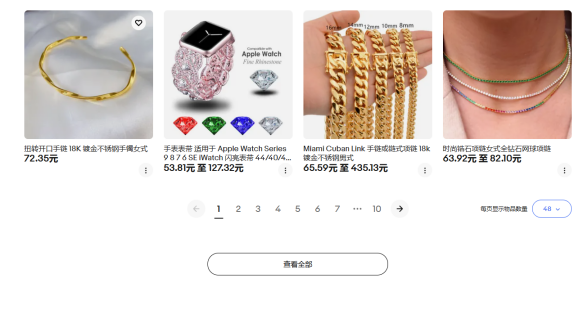 Compatible with
Apple Watch
Fine Rhinestone
16mm 14mm 12mm 10mm 8mm
扭转开口手链 18K 镀金不锈钢手镯女式
72.35元
手表表带 适用于 Apple Watch Series
9 8 7 6 SE iWatch 闪亮表带 44/40/4...
53.81元 至 127.32元
Miami Cuban Link 手链或链式项链 18k
镀金不锈钢男式
65.59元 至 435.13元
时尚锆石项链女式全钻石网球项链
63.92元 至 82.10元
1 2 3 4 5 6 7 ... 10
每页显示物品数量 48
查看全部